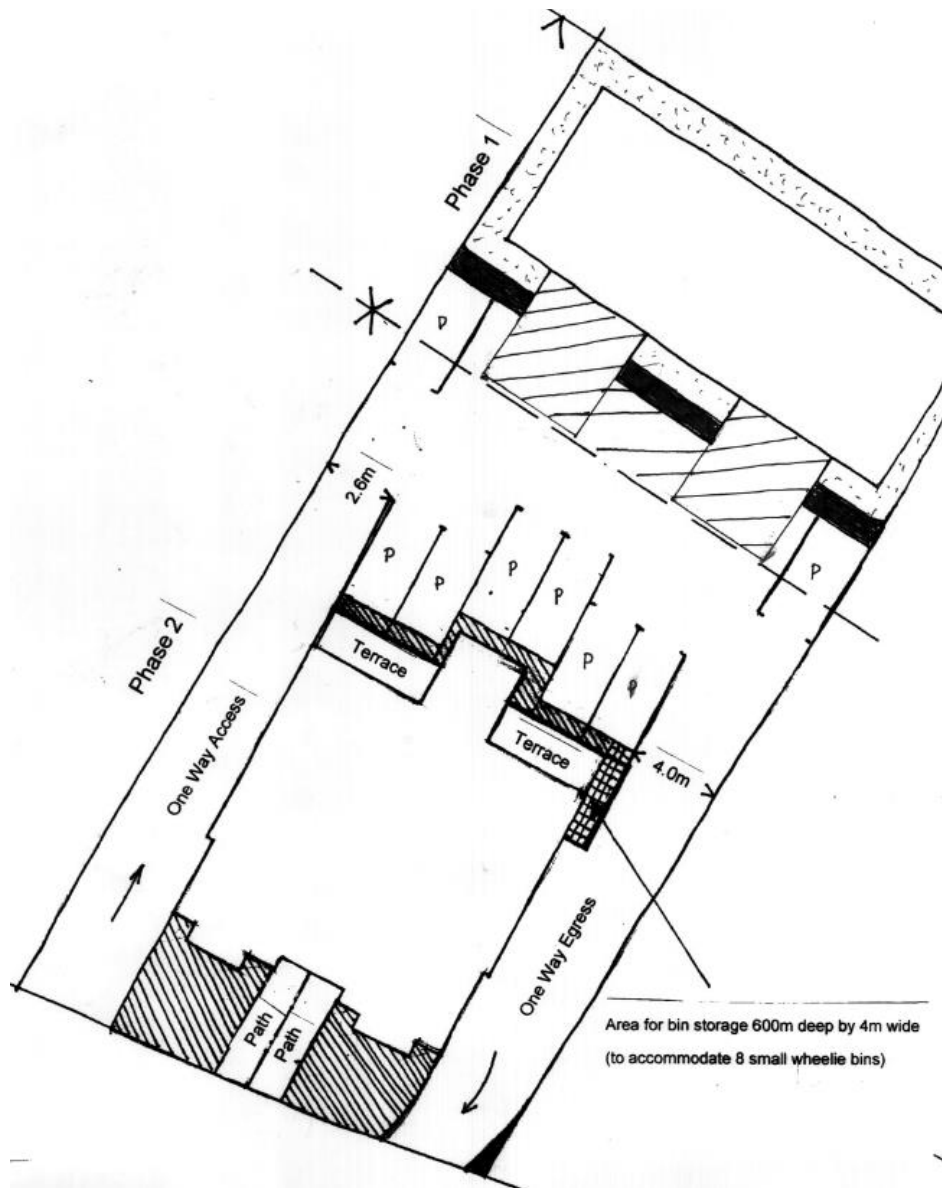 Phase 1
P
2.6m
P
P
P
P
P
P
P
Terrace
Terrace
4.0m
Phase 2
One Way Access
One Way Egress
Path
Path
Area for bin storage 600m deep by 4m wide
(to accommodate 8 small wheelie bins)